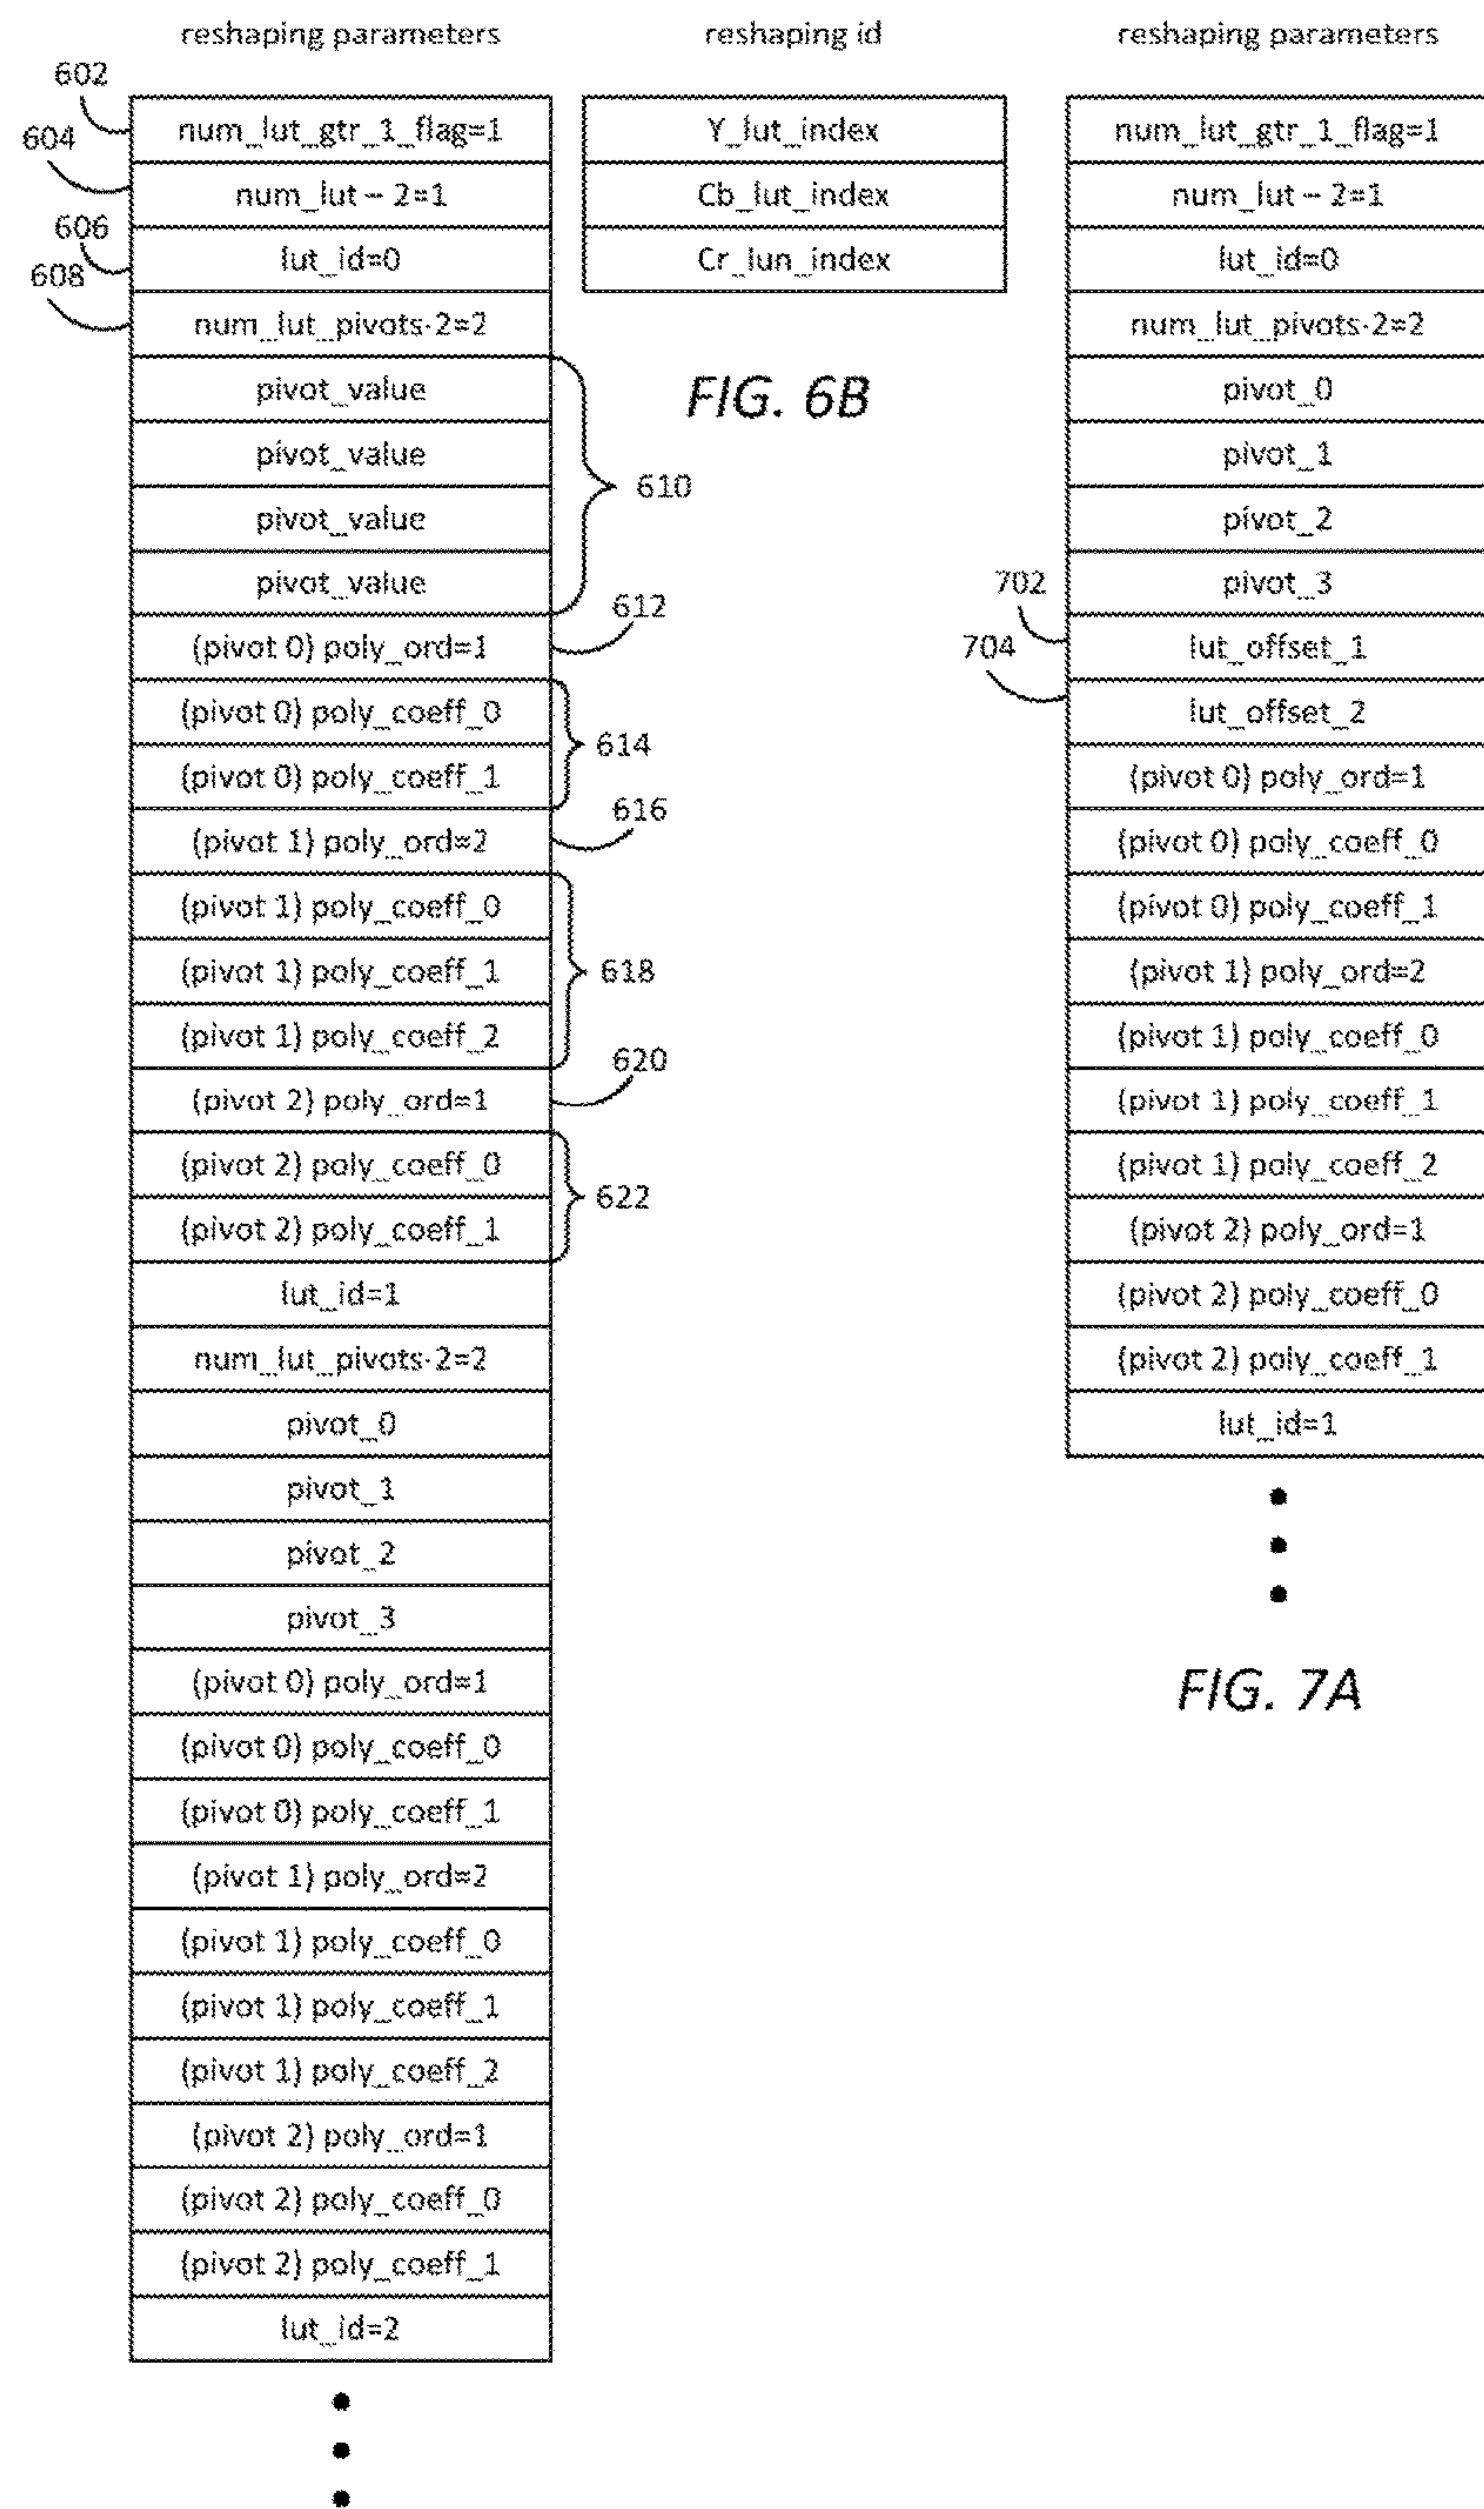 reshaping parameters
602
604
606
608
num_lut_gtr_1_flag=1
num_lut – 2=1
lut_id=0
num_lut_pivots-2=2
pivot_value
pivot_value
pivot_value
pivot_value
610
(pivot 0) poly_ord=1
612
(pivot 0) poly_coeff_0
(pivot 0) poly_coeff_1
614
(pivot 1) poly_ord=2
616
(pivot 1) poly_coeff_0
(pivot 1) poly_coeff_1
(pivot 1) poly_coeff_2
618
(pivot 2) poly_ord=1
620
(pivot 2) poly_coeff_0
(pivot 2) poly_coeff_1
622
lut_id=1
num_lut_pivots-2=2
pivot_0
pivot_1
pivot_2
pivot_3
(pivot 0) poly_ord=1
(pivot 0) poly_coeff_0
(pivot 0) poly_coeff_1
(pivot 1) poly_ord=2
(pivot 1) poly_coeff_0
(pivot 1) poly_coeff_1
(pivot 1) poly_coeff_2
(pivot 2) poly_ord=1
(pivot 2) poly_coeff_0
(pivot 2) poly_coeff_1
lut_id=2
reshaping id
Y_lut_index
Cb_lut_index
Cr_lun_index
FIG. 6B
reshaping parameters
num_lut_gtr_1_flag=1
num_lut – 2=1
lut_id=0
num_lut_pivots-2=2
pivot_0
pivot_1
pivot_2
pivot_3
702
lut_offset_1
704
lut_offset_2
(pivot 0) poly_ord=1
(pivot 0) poly_coeff_0
(pivot 0) poly_coeff_1
(pivot 1) poly_ord=2
(pivot 1) poly_coeff_0
(pivot 1) poly_coeff_1
(pivot 1) poly_coeff_2
(pivot 2) poly_ord=1
(pivot 2) poly_coeff_0
(pivot 2) poly_coeff_1
lut_id=1
FIG. 7A